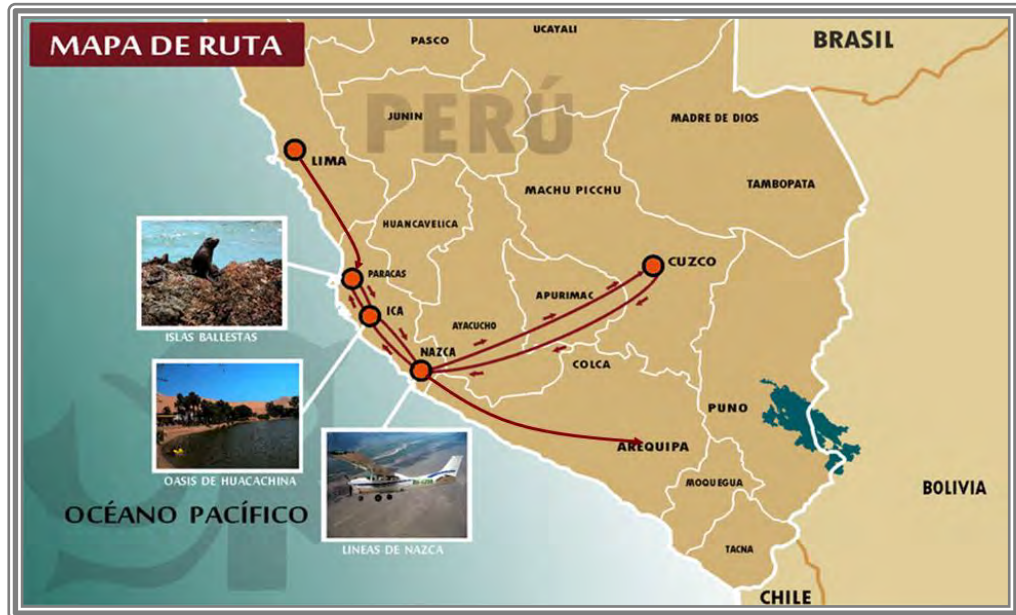 MAPA DE RUTA
UCAYALI
PASCO
BRASIL
PERÚ
JUNIN
MADRE DE DIOS
LIMA
TAMBOPATA
MACHU PICCHU
HUANCAVELICA
CUZCO
PARACAS
APURIMAC
ICA
AYACUCHO
ISLAS BALLESTAS
NAZCA
COLCA
PUNO
AREQUIPA
OASIS DE HUACACHINA
MOQUEGUA
BOLIVIA
OCÉANO PACÍFICO
LINEAS DE NAZCA
TACNA
CHILE